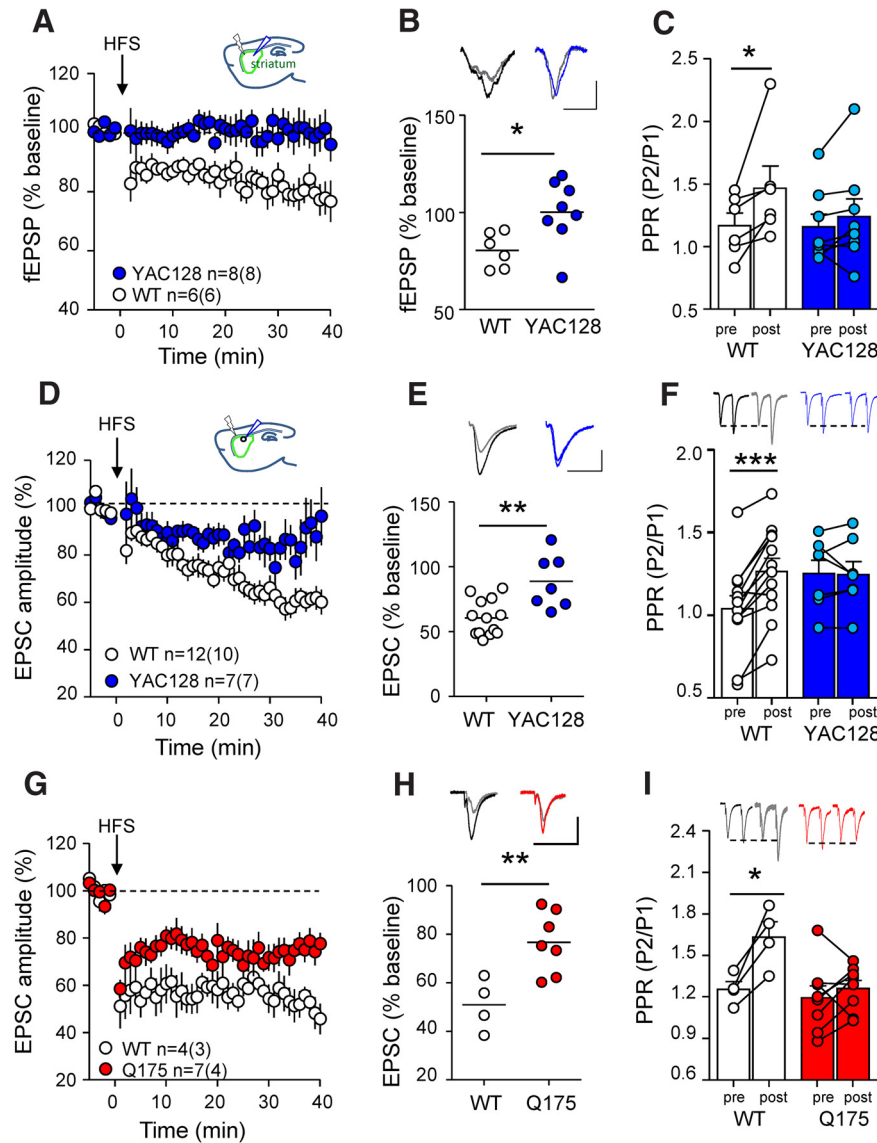 A
HFS
striatum
fEPSP (% baseline)
120
100
80
60
40
YAC128 n=8(8)
WT n=6(6)
0 10 20 30 40
Time (min)
B
fEPSP (% baseline)
150
100
50
*
WT YAC128
C
PPR (P2/P1)
2.5
2.0
1.5
1.0
0.5
*
pre post pre post
WT YAC128
D
HFS
EPSC amplitude (%)
120
100
80
60
40
20
WT n=12(10)
YAC128 n=7(7)
0 10 20 30 40
Time (min)
E
EPSC (% baseline)
150
100
50
0
**
WT YAC128
F
PPR (P2/P1)
2.0
1.5
1.0
0.5
***
pre post pre post
WT YAC128
G
HFS
EPSC amplitude (%)
120
100
80
60
40
20
WT n=4(3)
Q175 n=7(4)
0 10 20 30 40
Time (min)
H
EPSC (% baseline)
100
80
60
40
20
**
WT Q175
I
PPR (P2/P1)
2.4
2.1
1.8
1.5
1.2
0.9
0.6
*
pre post pre post
WT Q175